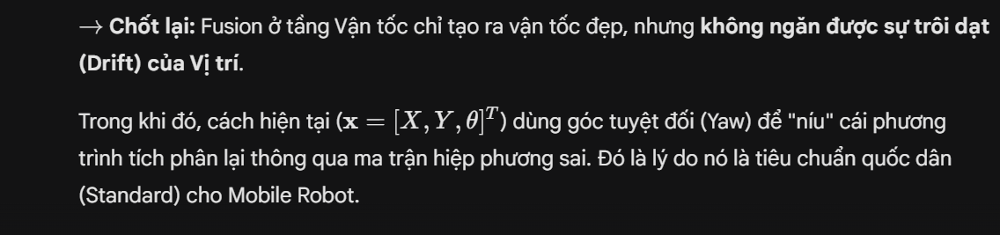 → Chốt lại: Fusion ở tầng Vận tốc chỉ tạo ra vận tốc đẹp, nhưng không ngăn được sự trôi dạt
(Drift) của Vị trí.
Trong khi đó, cách hiện tại (x = [X, Y, θ]^T) dùng góc tuyệt đối (Yaw) để "níu" cái phương
trình tích phân lại thông qua ma trận hiệp phương sai. Đó là lý do nó là tiêu chuẩn quốc dân
(Standard) cho Mobile Robot.